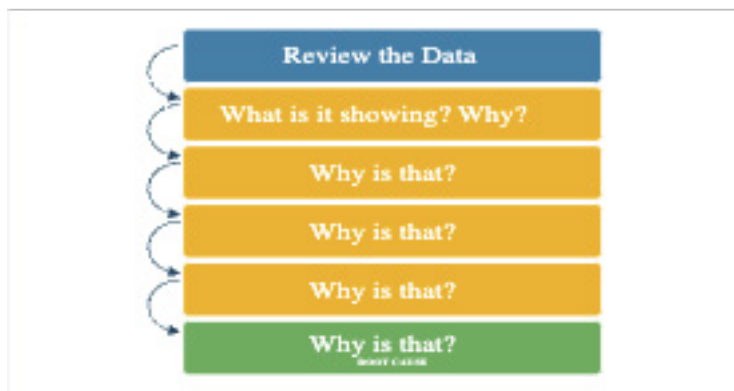 Review the Data
What is it showing? Why?
Why is that?
Why is that?
Why is that?
Why is that?
ROOT CAUSE